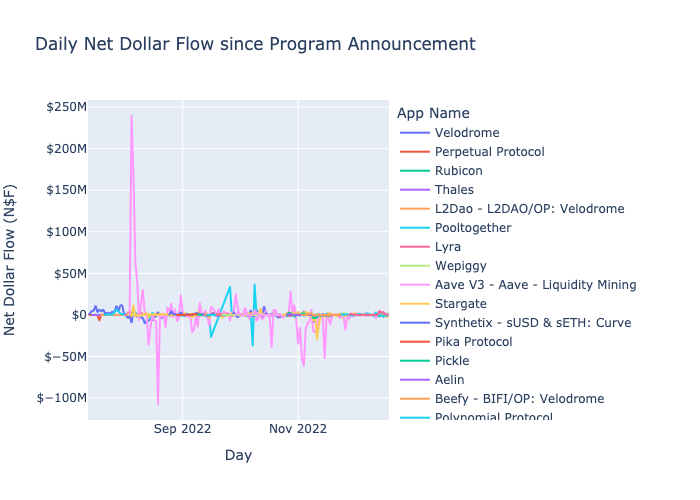 Daily Net Dollar Flow since Program Announcement
App Name
Velodrome
Perpetual Protocol
Rubicon
Thales
L2Dao - L2DAO/OP: Velodrome
Pooltogether
Lyra
Wepiggy
Aave V3 - Aave - Liquidity Mining
Stargate
Synthetix - sUSD & sETH: Curve
Pika Protocol
Pickle
Aelin
Beefy - BIFI/OP: Velodrome
Polynomial Protocol
$250M
$200M
$150M
$100M
$50M
$0
$−50M
$−100M
Net Dollar Flow (N$F)
Sep 2022
Nov 2022
Day